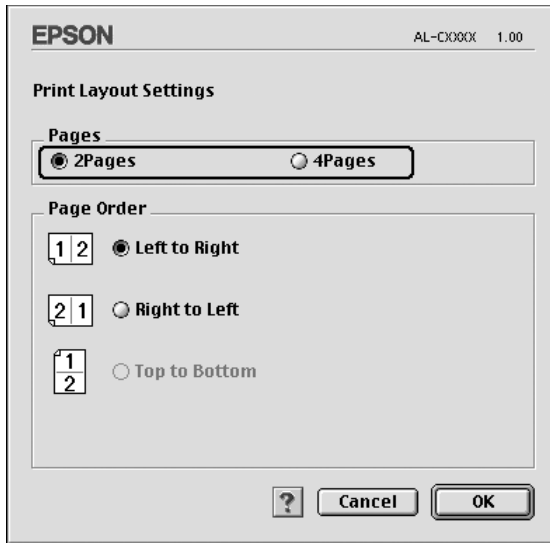 EPSON AL-CXXXX 1.00
Print Layout Settings
Pages
2Pages 4Pages
Page Order
1 2 Left to Right
2 1 Right to Left
1
2
Top to Bottom
? Cancel OK